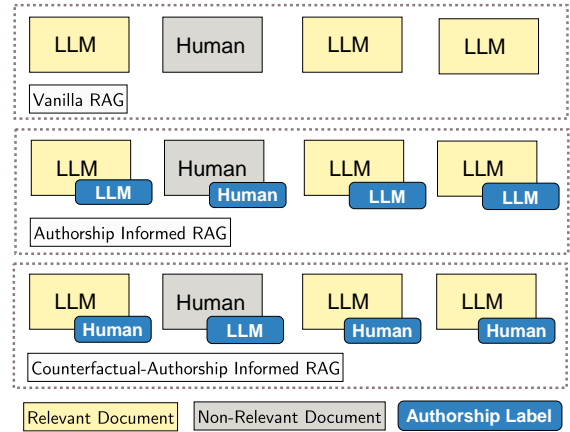 LLM Human LLM LLM
Vanilla RAG
LLM Human LLM LLM
LLM Human LLM LLM
Authorship Informed RAG
LLM Human LLM LLM
Human LLM Human Human
Counterfactual-Authorship Informed RAG
Relevant Document Non-Relevant Document Authorship Label